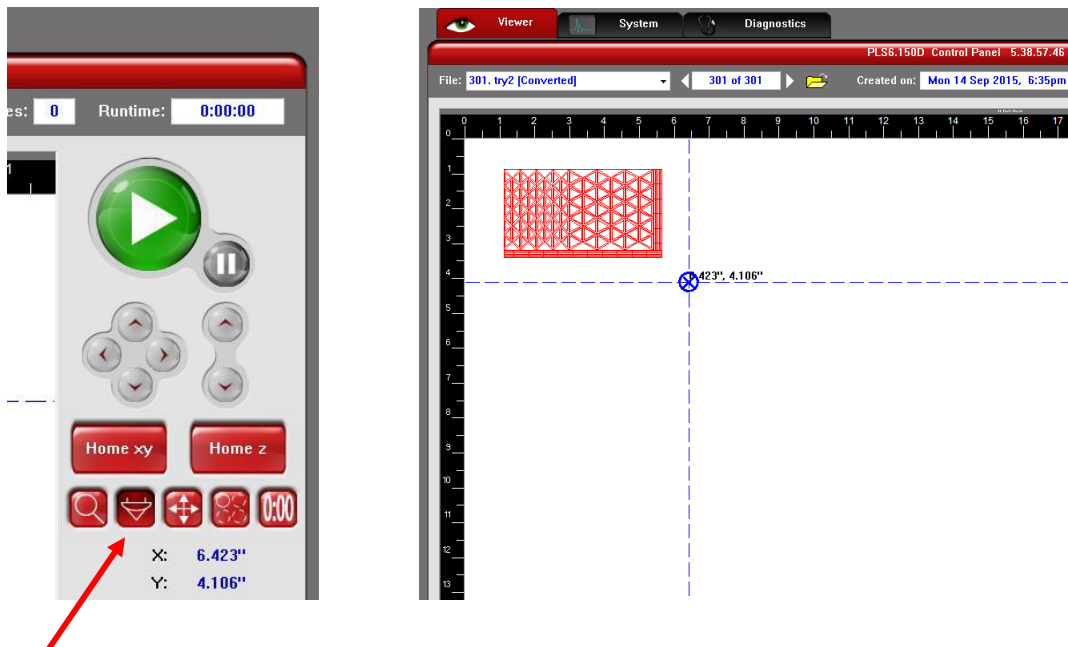 es: 0 Runtime: 0:00:00
1
Home xy Home z
0:00
X: 6.423"
Y: 4.106"
Viewer System Diagnostics
PLS6.150D Control Panel 5.38.57.46
File: 301. try2 [Converted] 301 of 301 Created on: Mon 14 Sep 2015, 6:35pm
0 1 2 3 4 5 6 7 8 9 10 11 12 13 14 15 16 17
0
1
2
3
4
6.423", 4.106"
5
6
7
8
9
10
11
12
13